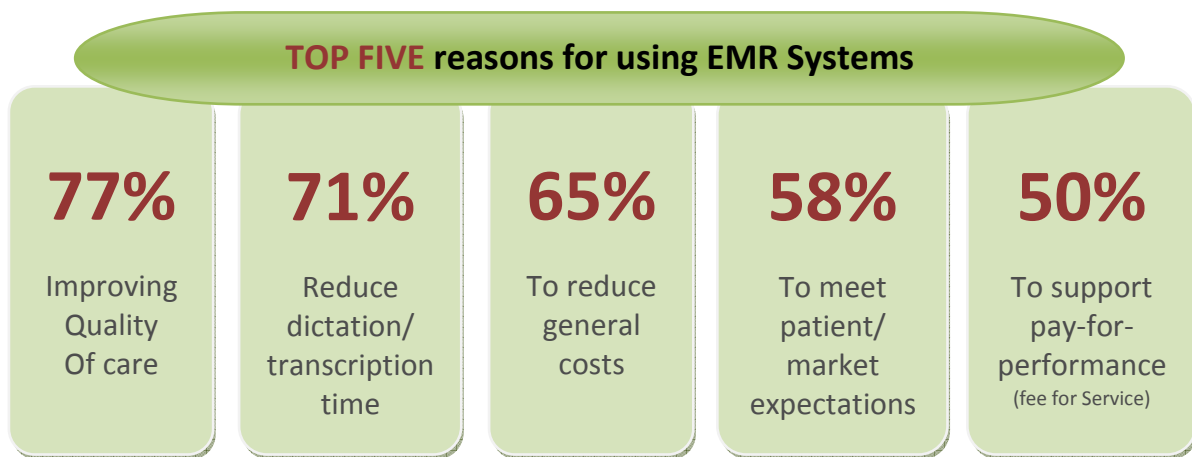 TOP FIVE reasons for using EMR Systems
77%
Improving
Quality
Of care
71%
Reduce
dictation/
transcription
time
65%
To reduce
general
costs
58%
To meet
patient/
market
expectations
50%
To support
pay-for-
performance
(fee for Service)